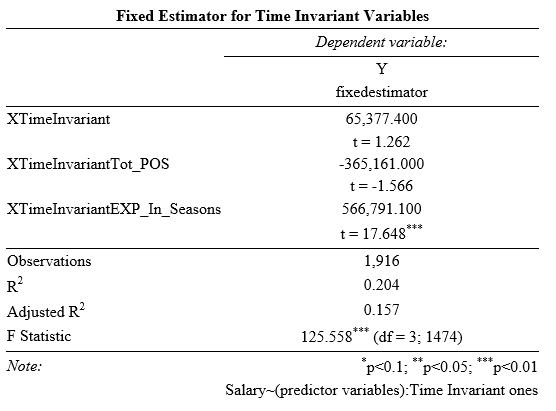 Fixed Estimator for Time Invariant Variables
Dependent variable:
Y
fixedestimator
XTimeInvariant 65,377.400
t = 1.262
XTimeInvariantTot_POS -365,161.000
t = -1.566
XTimeInvariantEXP_In_Seasons 566,791.100
t = 17.648***
Observations 1,916
R2 0.204
Adjusted R2 0.157
F Statistic 125.558*** (df = 3; 1474)
Note: *p<0.1; **p<0.05; ***p<0.01
Salary~(predictor variables):Time Invariant ones